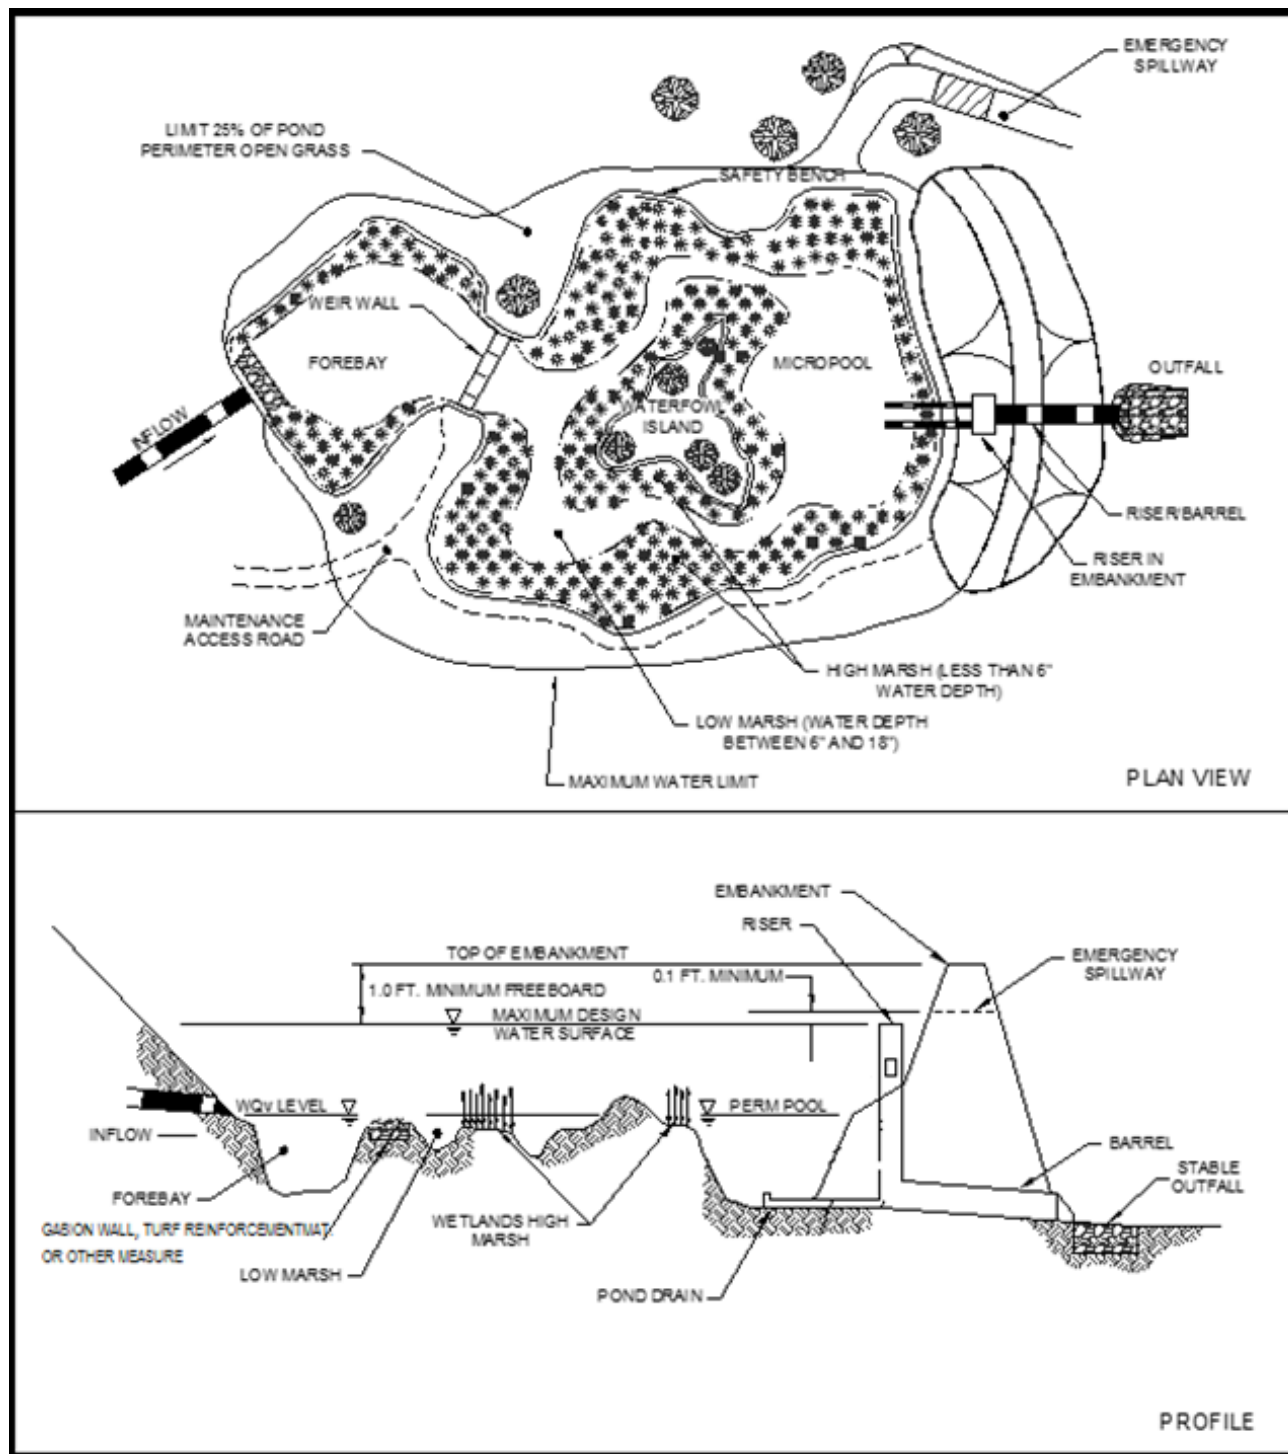 EMERGENCY
SPILLWAY
LIMIT 25% OF POND
PERIMETER OPEN GRASS
SAFETY BENCH
WEIR WALL
FOREBAY
MICROPOOL
OUTFALL
WATERFOWL
ISLAND
INFLOW
RISER/BARREL
RISER IN
EMBANKMENT
MAINTENANCE
ACCESS ROAD
HIGH MARSH (LESS THAN 6"
WATER DEPTH)
LOW MARSH (WATER DEPTH
BETWEEN 6" AND 18")
MAXIMUM WATER LIMIT
PLAN VIEW
EMBANKMENT
RISER
TOP OF EMBANKMENT
EMERGENCY
SPILLWAY
0.1 FT. MINIMUM
1.0 FT. MINIMUM FREEBOARD
MAXIMUM DESIGN
WATER SURFACE
WQv LEVEL
PERM POOL
INFLOW
BARREL
STABLE
OUTFALL
FOREBAY
GABION WALL, TURF REINFORCEMENT MAT,
OR OTHER MEASURE
WETLANDS HIGH
MARSH
LOW MARSH
POND DRAIN
PROFILE